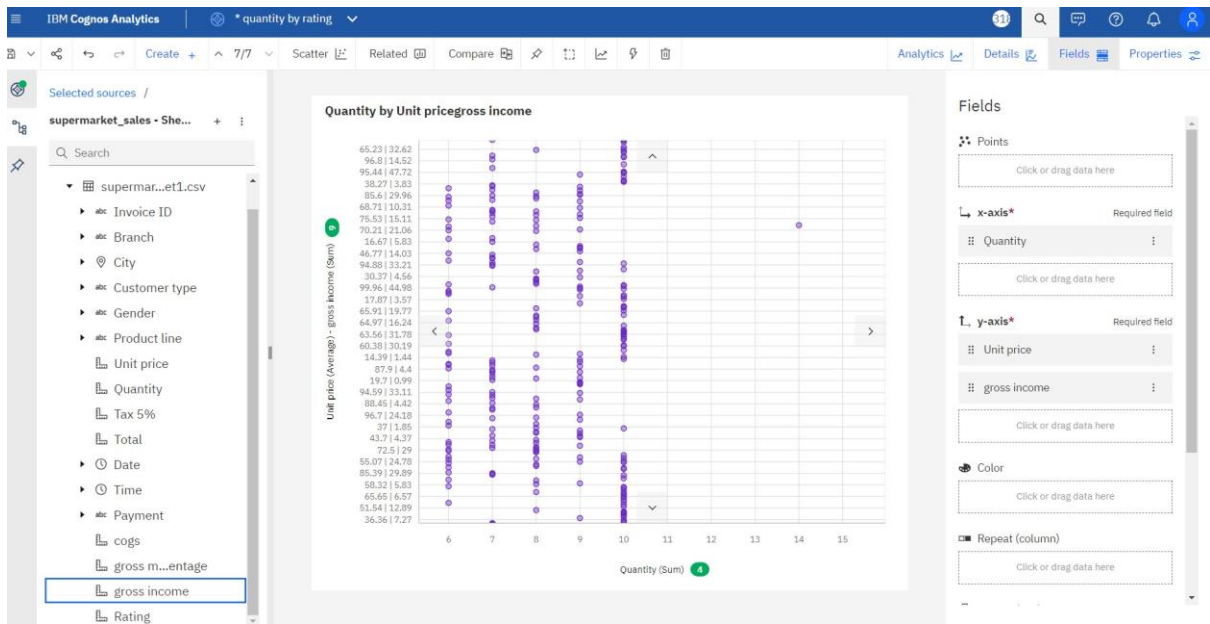 IBM Cognos Analytics
* quantity by rating
Create +
7/7
Scatter
Related
Compare
Analytics
Details
Fields
Properties
Selected sources /
supermarket_sales - She...
Search
supermar...et1.csv
abc Invoice ID
abc Branch
City
abc Customer type
abc Gender
abc Product line
Unit price
Quantity
Tax 5%
Total
Date
Time
abc Payment
cogs
gross m...entage
gross income
Rating
Quantity by Unit pricegross income
Unit price (Average) - gross income (Sum)
65.23 | 32.62
96.8 | 14.52
95.44 | 47.72
38.27 | 3.83
85.6 | 29.96
68.71 | 10.31
75.53 | 15.11
70.21 | 21.06
16.67 | 5.83
46.77 | 14.03
94.88 | 33.21
30.37 | 4.56
99.96 | 44.98
17.87 | 3.57
65.91 | 19.77
64.97 | 16.24
63.56 | 31.78
60.38 | 30.19
14.39 | 1.44
87.9 | 4.4
19.7 | 0.99
94.59 | 33.11
88.45 | 4.42
96.7 | 24.18
37 | 1.85
43.7 | 4.37
72.5 | 29
55.07 | 24.78
85.39 | 29.89
58.32 | 5.83
65.65 | 6.57
51.54 | 12.89
36.36 | 7.27
6 7 8 9 10 11 12 13 14 15
Quantity (Sum) 4
Fields
Points
Click or drag data here
x-axis* Required field
Quantity
Click or drag data here
y-axis* Required field
Unit price
gross income
Click or drag data here
Color
Click or drag data here
Repeat (column)
Click or drag data here